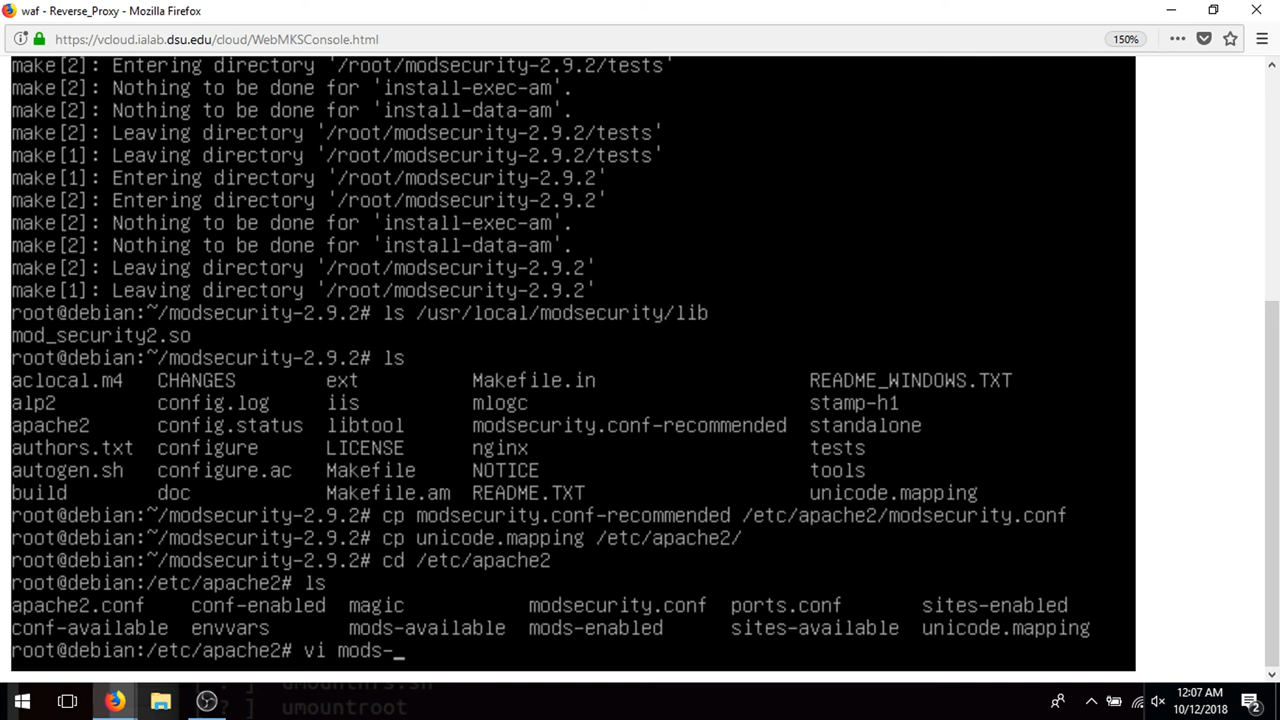 waf - Reverse_Proxy - Mozilla Firefox
https://vcloud.ialab.dsu.edu/cloud/WebMKSConsole.html
150%
make[2]: Entering directory '/root/modsecurity-2.9.2/tests'
make[2]: Nothing to be done for 'install-exec-am'.
make[2]: Nothing to be done for 'install-data-am'.
make[2]: Leaving directory '/root/modsecurity-2.9.2/tests'
make[1]: Leaving directory '/root/modsecurity-2.9.2/tests'
make[1]: Entering directory '/root/modsecurity-2.9.2'
make[2]: Entering directory '/root/modsecurity-2.9.2'
make[2]: Nothing to be done for 'install-exec-am'.
make[2]: Nothing to be done for 'install-data-am'.
make[2]: Leaving directory '/root/modsecurity-2.9.2'
make[1]: Leaving directory '/root/modsecurity-2.9.2'
root@debian:~/modsecurity-2.9.2# ls /usr/local/modsecurity/lib
mod_security2.so
root@debian:~/modsecurity-2.9.2# ls
aclocal.m4 CHANGES ext Makefile.in README_WINDOWS.TXT
alp2 config.log iis mlogc stamp-h1
apache2 config.status libtool modsecurity.conf-recommended standalone
authors.txt configure LICENSE nginx tests
autogen.sh configure.ac Makefile NOTICE tools
build doc Makefile.am README.TXT unicode.mapping
root@debian:~/modsecurity-2.9.2# cp modsecurity.conf-recommended /etc/apache2/modsecurity.conf
root@debian:~/modsecurity-2.9.2# cp unicode.mapping /etc/apache2/
root@debian:~/modsecurity-2.9.2# cd /etc/apache2
root@debian:/etc/apache2# ls
apache2.conf conf-enabled magic modsecurity.conf ports.conf sites-enabled
conf-available envvars mods-available mods-enabled sites-available unicode.mapping
root@debian:/etc/apache2# vi mods-_
[ ? ] umountnfs.sh
[ ? ] umountroot
12:07 AM
10/12/2018
2